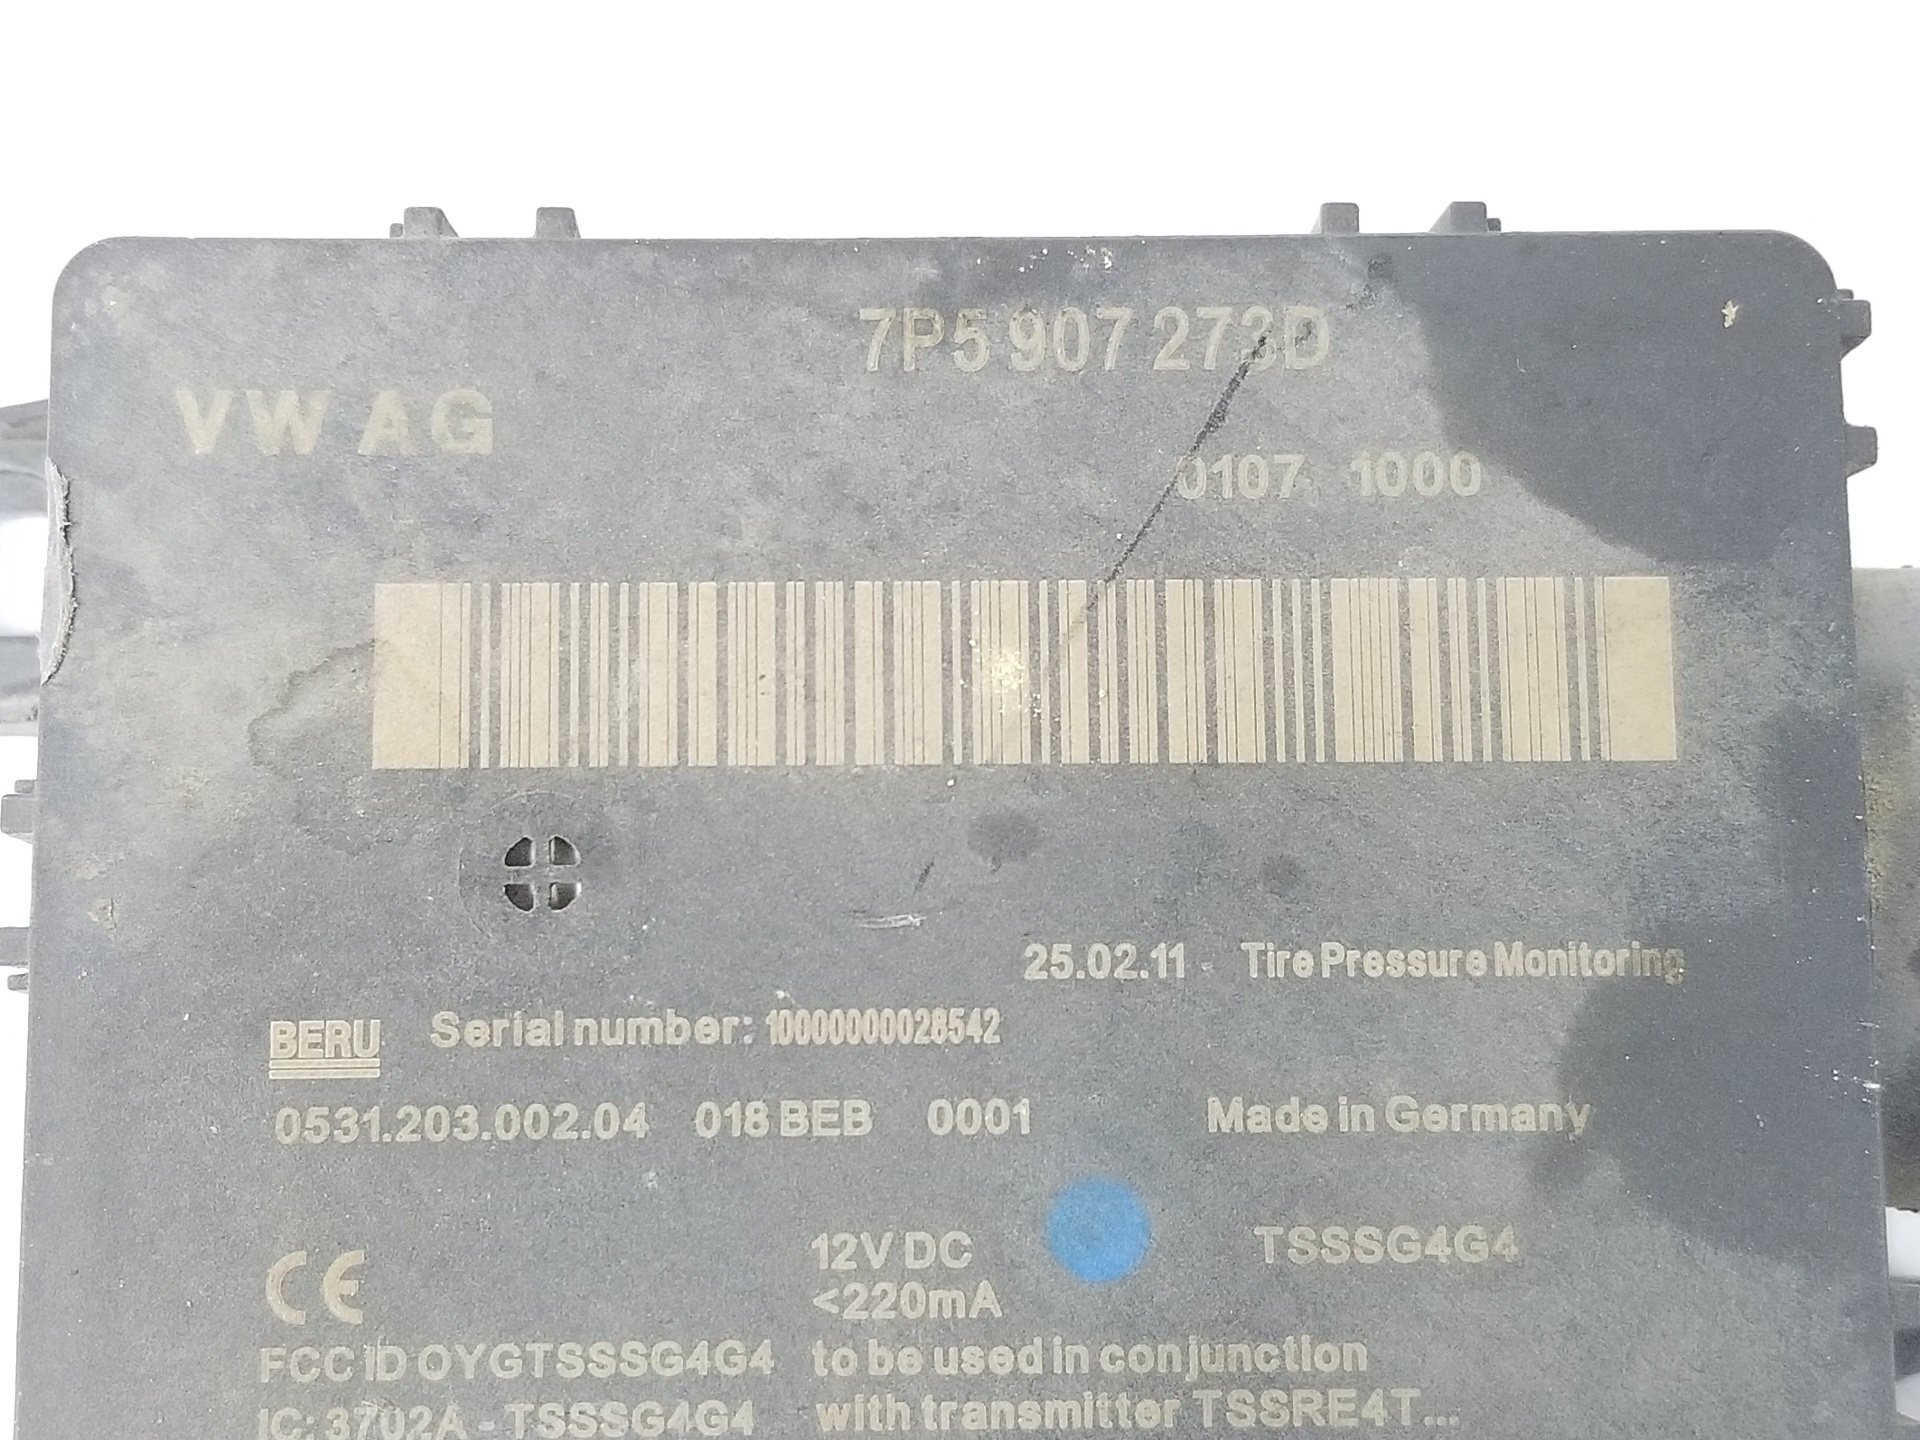 7P5 907 273D
VW AG
0107 1000
25.02.11 Tire Pressure Monitoring
BERU Serial number: 10000000028542
0531.203.002.04 018 BEB 0001 Made in Germany
12V DC TSSSG4G4
CE <220mA
FCC ID OYGTSSSG4G4 to be used in conjunction
IC: 3702A - TSSSG4G4 with transmitter TSSRE4T...